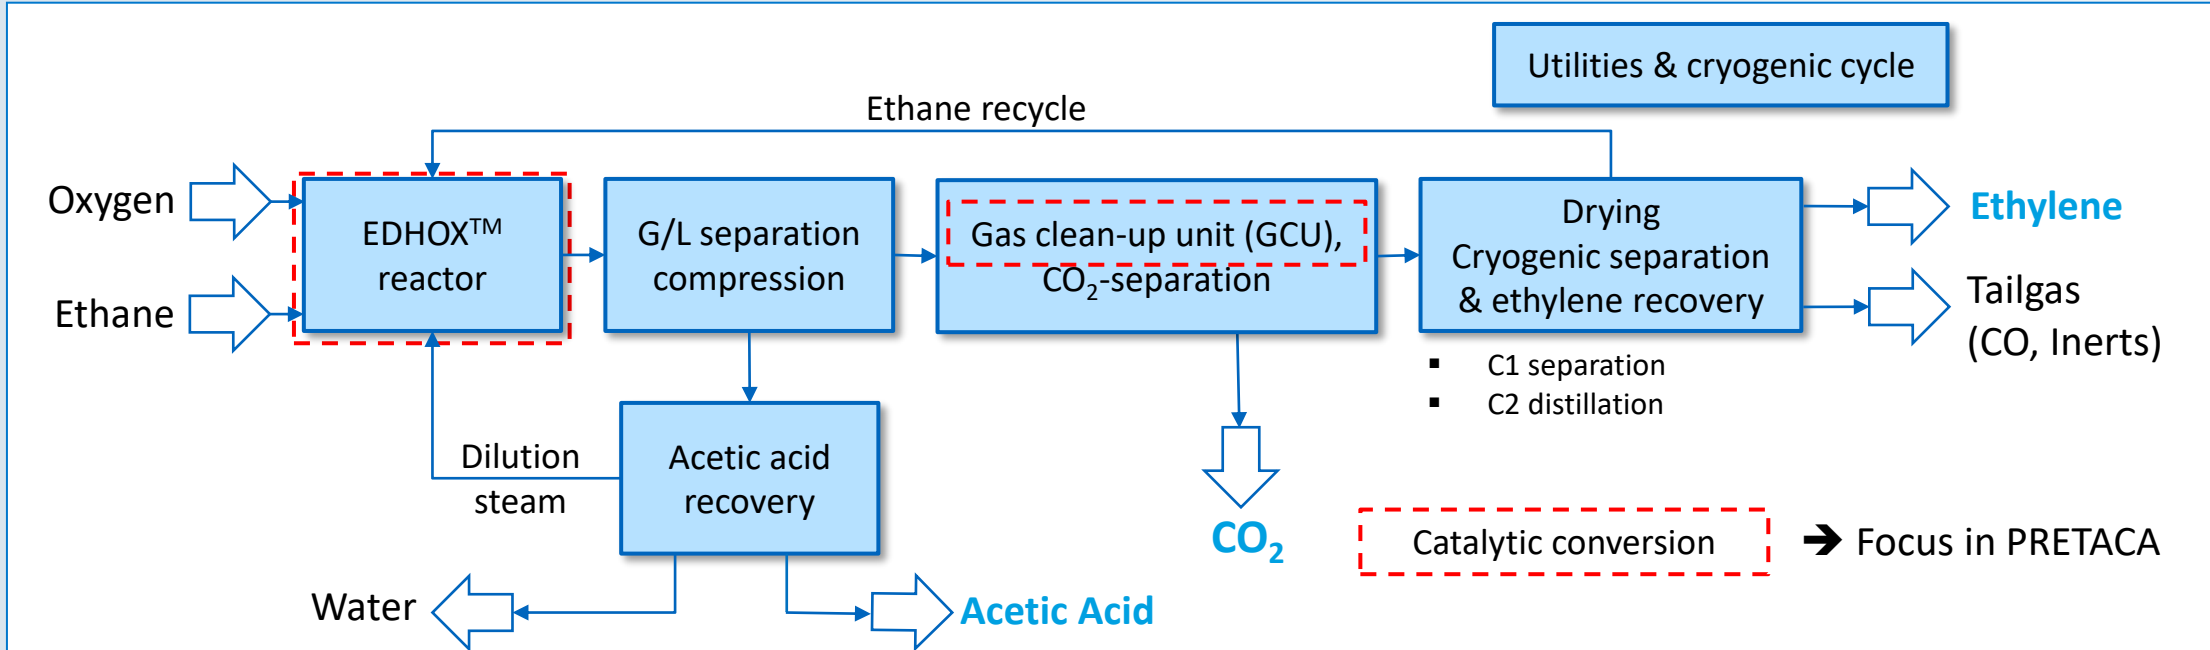 Utilities & cryogenic cycle
Ethane recycle
Oxygen
Ethane
EDHOX™
reactor
G/L separation
compression
Gas clean-up unit (GCU),
CO₂-separation
Drying
Cryogenic separation
& ethylene recovery
Ethylene
Tailgas
(CO, Inerts)
▪ C1 separation
▪ C2 distillation
Dilution
steam
Acetic acid
recovery
CO₂
Catalytic conversion
➔ Focus in PRETACA
Water
Acetic Acid